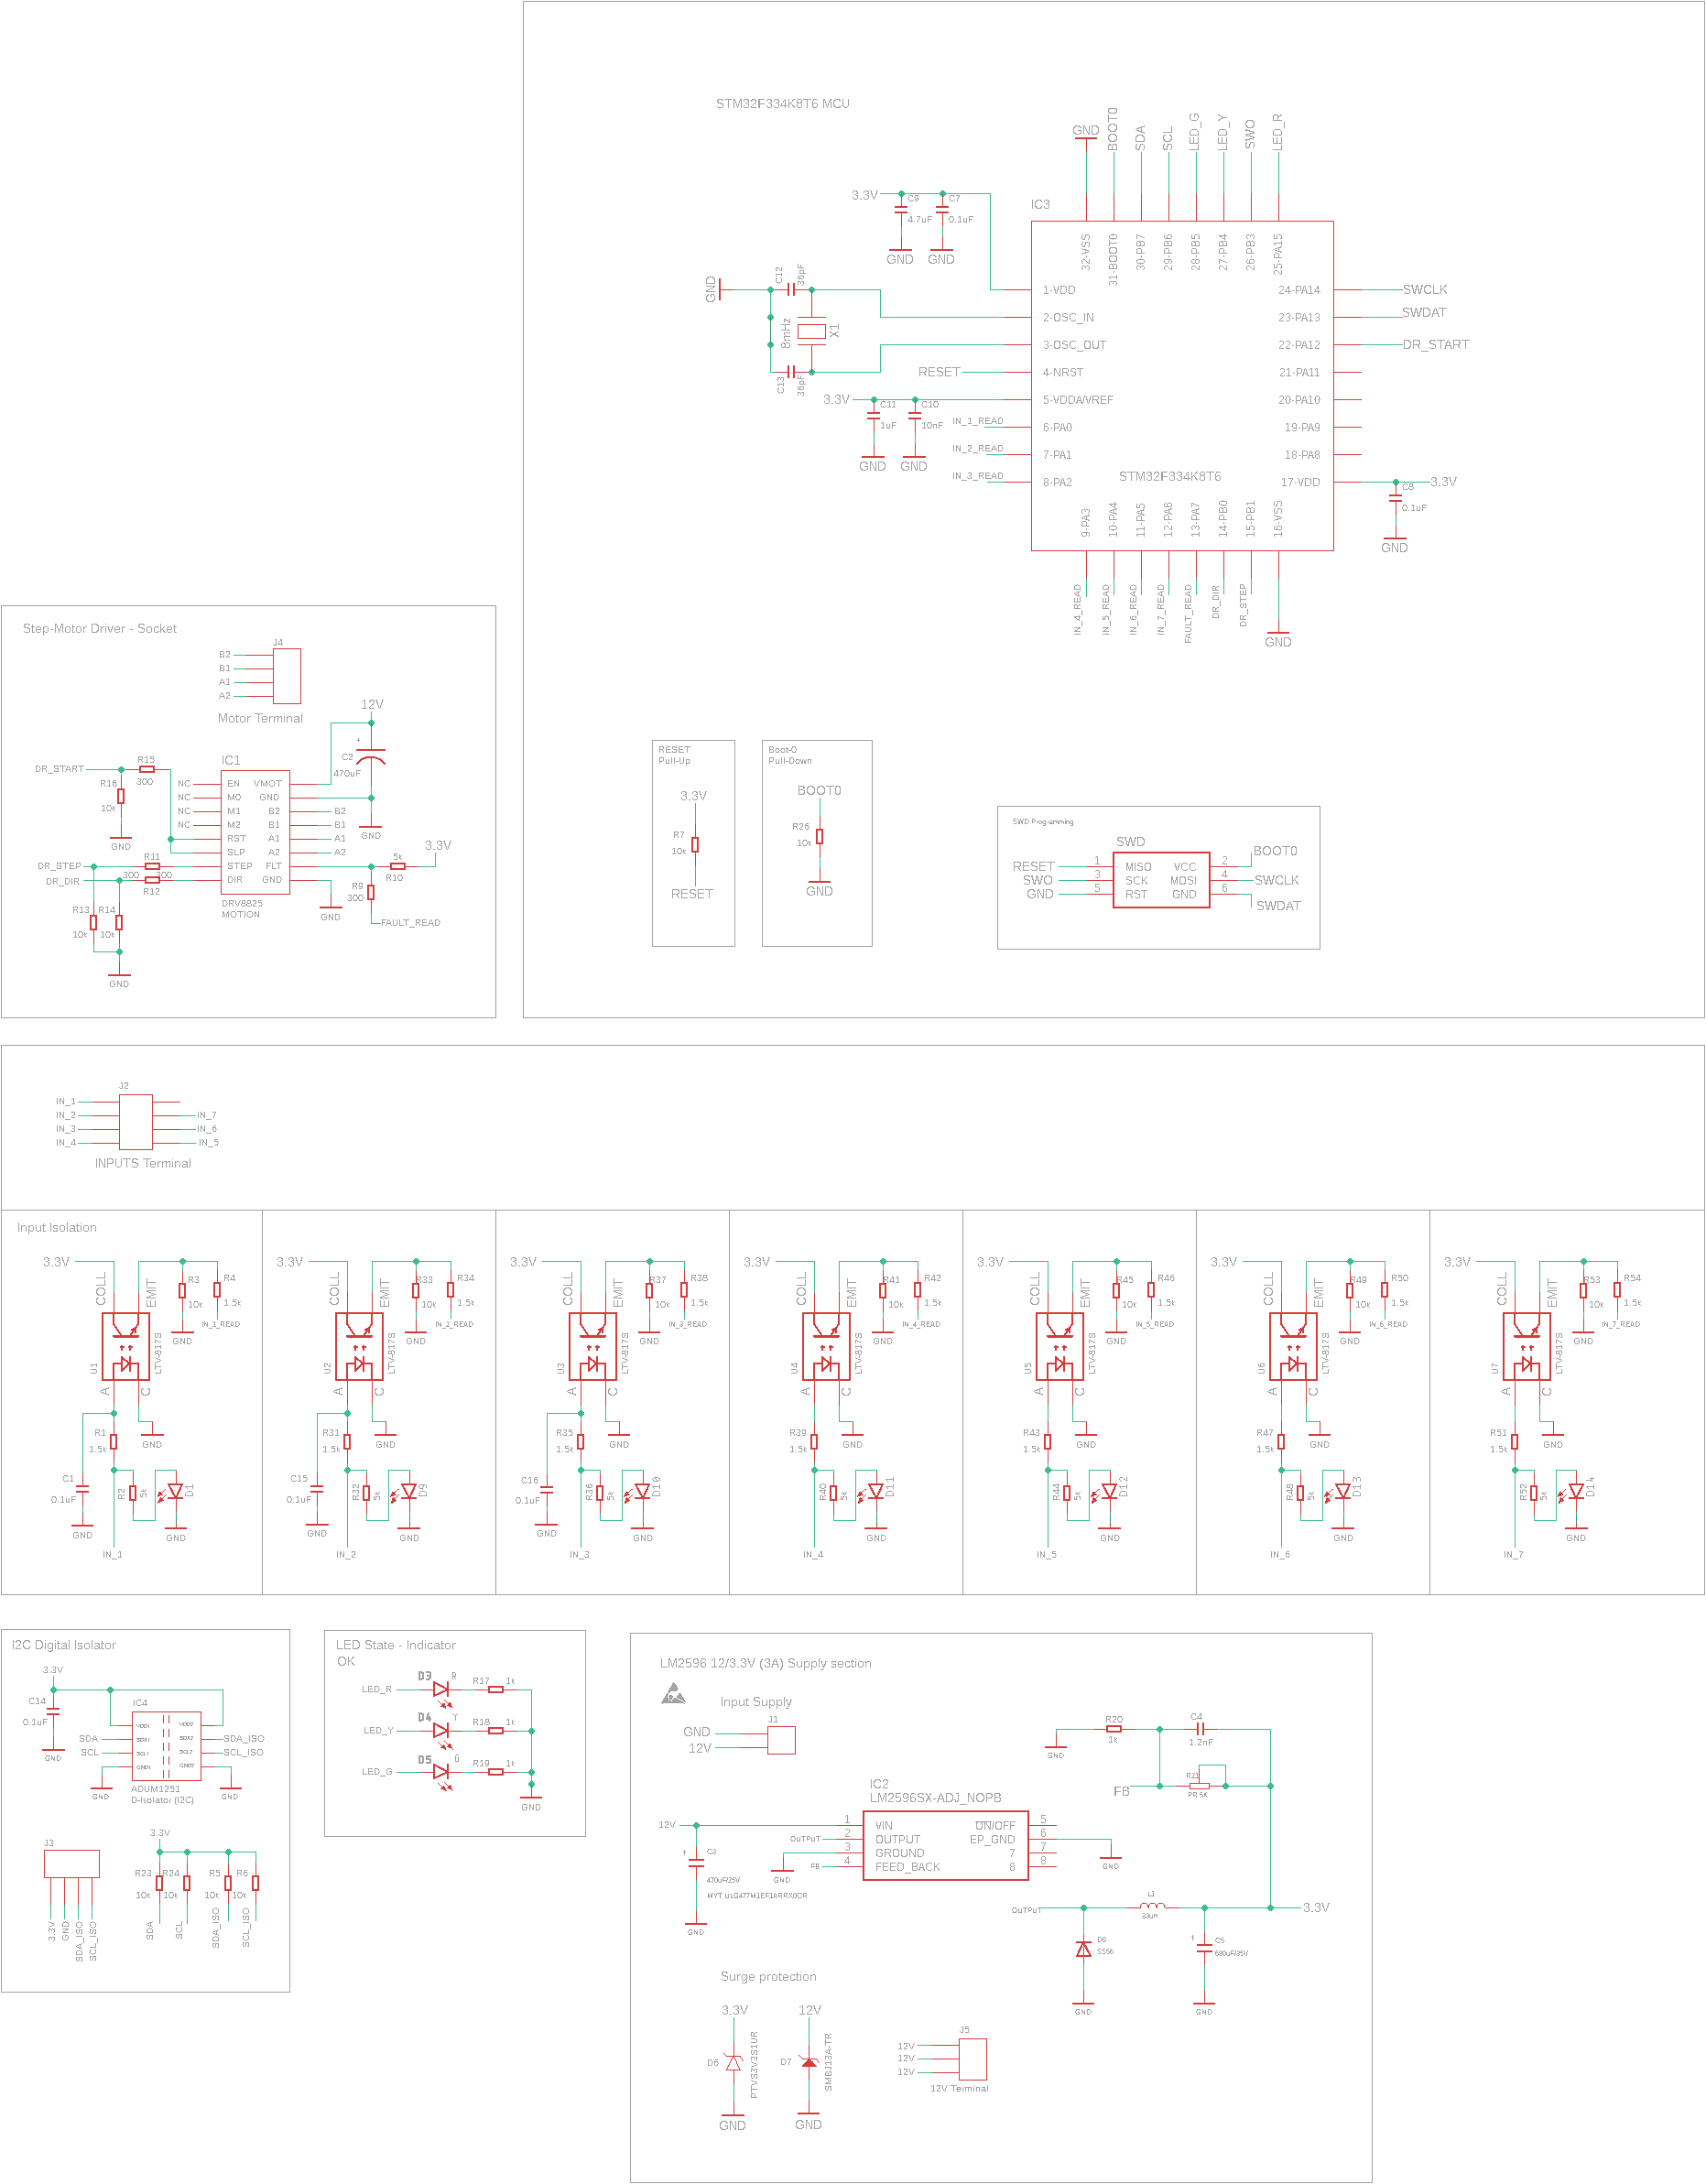 STM32F334K8T6 MCU
GND
BOOT0
SDA
SCL
LED_G
LED_Y
SWO
LED_R
3.3V
C9
4.7uF
C7
0.1uF
GND
GND
IC3
32-VSS
31-BOOT0
30-PB7
29-PB6
28-PB5
27-PB4
26-PB3
25-PA15
GND
C12
36pF
8mHz
X1
C13
36pF
1-VDD
2-OSC_IN
3-OSC_OUT
RESET
4-NRST
3.3V
5-VDDA/VREF
C11
1uF
C10
10nF
GND
GND
IN_1_READ
6-PA0
IN_2_READ
7-PA1
IN_3_READ
8-PA2
STM32F334K8T6
24-PA14
SWCLK
23-PA13
SWDAT
22-PA12
DR_START
21-PA11
20-PA10
19-PA9
18-PA8
17-VDD
3.3V
C8
0.1uF
GND
9-PA3
10-PA4
11-PA5
12-PA6
13-PA7
14-PB0
15-PB1
16-VSS
IN_4_READ
IN_5_READ
IN_6_READ
IN_7_READ
FAULT_READ
DR_DIR
DR_STEP
GND
Step-Motor Driver - Socket
J4
B2
B1
A1
A2
Motor Terminal
12V
C2
470uF
+
GND
DR_START
R15
300
R16
10k
GND
IC1
NC
EN
VMOT
NC
M0
GND
NC
M1
B2
B2
NC
M2
B1
B1
RST
A1
A1
SLP
A2
A2
STEP
FLT
DIR
GND
DRV8825
MOTION
DR_STEP
R11
300
300
DR_DIR
R12
R13
R14
10k
10k
GND
GND
5k
R10
3.3V
R9
300
FAULT_READ
RESET
Pull-Up
3.3V
R7
10k
RESET
Boot-0
Pull-Down
BOOT0
R26
10k
GND
SWD Programming
SWD
RESET
1
MISO
VCC
2
BOOT0
SWO
3
SCK
MOSI
4
SWCLK
GND
5
RST
GND
6
SWDAT
J2
IN_1
IN_2
IN_7
IN_3
IN_6
IN_4
IN_5
INPUTS Terminal
Input Isolation
3.3V
COLL
EMIT
R3
10k
R4
1.5k
GND
IN_1_READ
U1
LTV-817S
A
C
R1
1.5k
GND
C1
0.1uF
GND
R2
5k
D1
GND
IN_1
3.3V
COLL
EMIT
R33
10k
R34
1.5k
GND
IN_2_READ
U2
LTV-817S
A
C
R31
1.5k
GND
C15
0.1uF
GND
R32
5k
D9
GND
IN_2
3.3V
COLL
EMIT
R37
10k
R38
1.5k
GND
IN_3_READ
U3
LTV-817S
A
C
R35
1.5k
GND
C16
0.1uF
GND
R36
5k
D10
GND
IN_3
3.3V
COLL
EMIT
R41
10k
R42
1.5k
GND
IN_4_READ
U4
LTV-817S
A
C
R39
1.5k
GND
R40
5k
D11
GND
IN_4
3.3V
COLL
EMIT
R45
10k
R46
1.5k
GND
IN_5_READ
U5
LTV-817S
A
C
R43
1.5k
GND
R44
5k
D12
GND
IN_5
3.3V
COLL
EMIT
R49
10k
R50
1.5k
GND
IN_6_READ
U6
LTV-817S
A
C
R47
1.5k
GND
R48
5k
D13
GND
IN_6
3.3V
COLL
EMIT
R53
10k
R54
1.5k
GND
IN_7_READ
U7
LTV-817S
A
C
R51
1.5k
GND
R52
5k
D14
GND
IN_7
I2C Digital Isolator
3.3V
C14
0.1uF
GND
IC4
VDD1
VDD2
SDA
SDA1
SDA2
SDA_ISO
SCL
SCL1
SCL2
SCL_ISO
GND1
GND2
GND
GND
ADUM1251
D-Isolator (I2C)
J3
3.3V
GND
SDA_ISO
SCL_ISO
3.3V
R23
R24
R5
R6
10k
10k
10k
10k
SDA
SCL
SDA_ISO
SCL_ISO
LED State - Indicator
OK
D3
R
R17
1k
LED_R
D4
Y
R18
1k
LED_Y
D5
G
R19
1k
LED_G
GND
LM2596 12/3.3V (3A) Supply section
Input Supply
J1
GND
12V
R20
1k
GND
C4
1.2nF
FB
R21
PR 5K
IC2
LM2596SX-ADJ_NOPB
12V
1
VIN
ON/OFF
5
OUTPUT
2
OUTPUT
EP_GND
6
3
GROUND
7
7
FB
4
FEED_BACK
8
8
GND
GND
+
C3
470uF/25V
GND
OUTPUT
L1
33uH
3.3V
D8
SS56
GND
+
C5
680uF/35V
GND
Surge protection
3.3V
D6
PTVS3V3S1UR
GND
12V
D7
SMBJ13A-TR
GND
J5
12V
12V
12V
12V Terminal